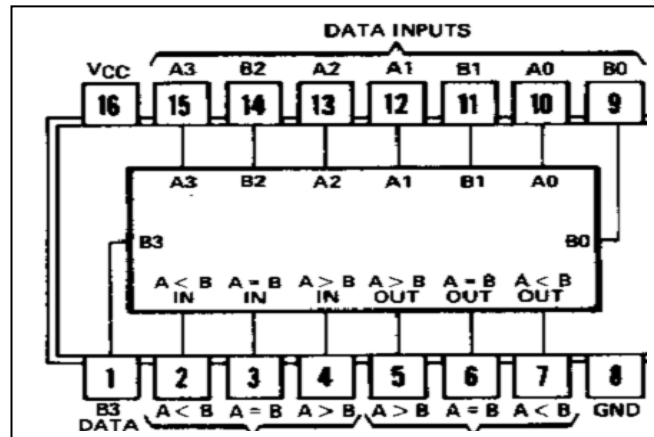 DATA INPUTS
VCC A3 B2 A2 A1 B1 A0 B0
16 15 14 13 12 11 10 9
A3 B2 A2 A1 B1 A0
B3 B0
A < B A = B A > B A > B A = B A < B
IN IN IN OUT OUT OUT
1 2 3 4 5 6 7 8
B3 A < B A = B A > B A > B A = B A < B GND
DATA